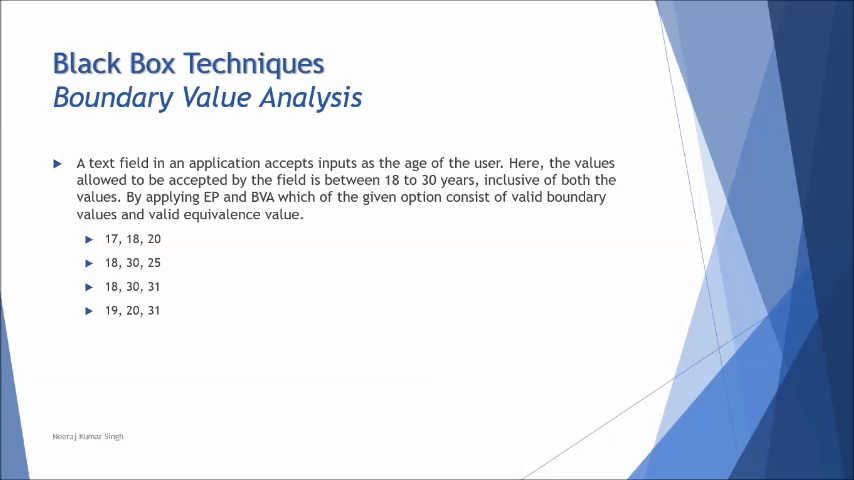 Black Box Techniques
Boundary Value Analysis
A text field in an application accepts inputs as the age of the user. Here, the values
allowed to be accepted by the field is between 18 to 30 years, inclusive of both the
values. By applying EP and BVA which of the given option consist of valid boundary
values and valid equivalence value.
17, 18, 20
18, 30, 25
18, 30, 31
19, 20, 31
Neeraj Kumar Singh